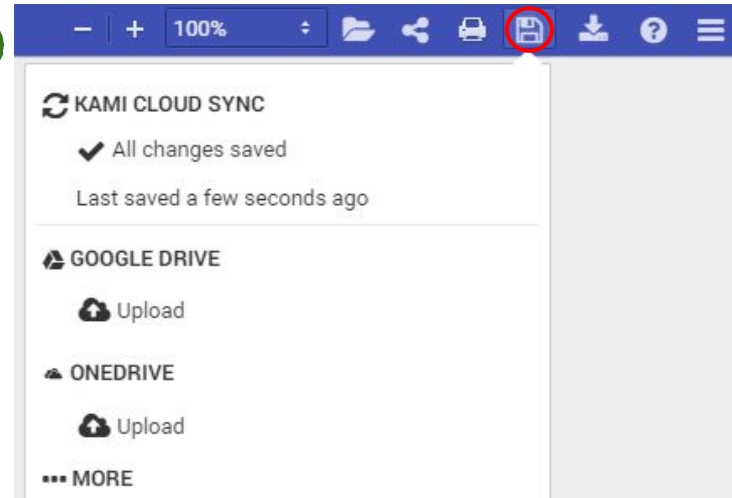 100%
KAMI CLOUD SYNC
All changes saved
Last saved a few seconds ago
GOOGLE DRIVE
Upload
ONEDRIVE
Upload
MORE